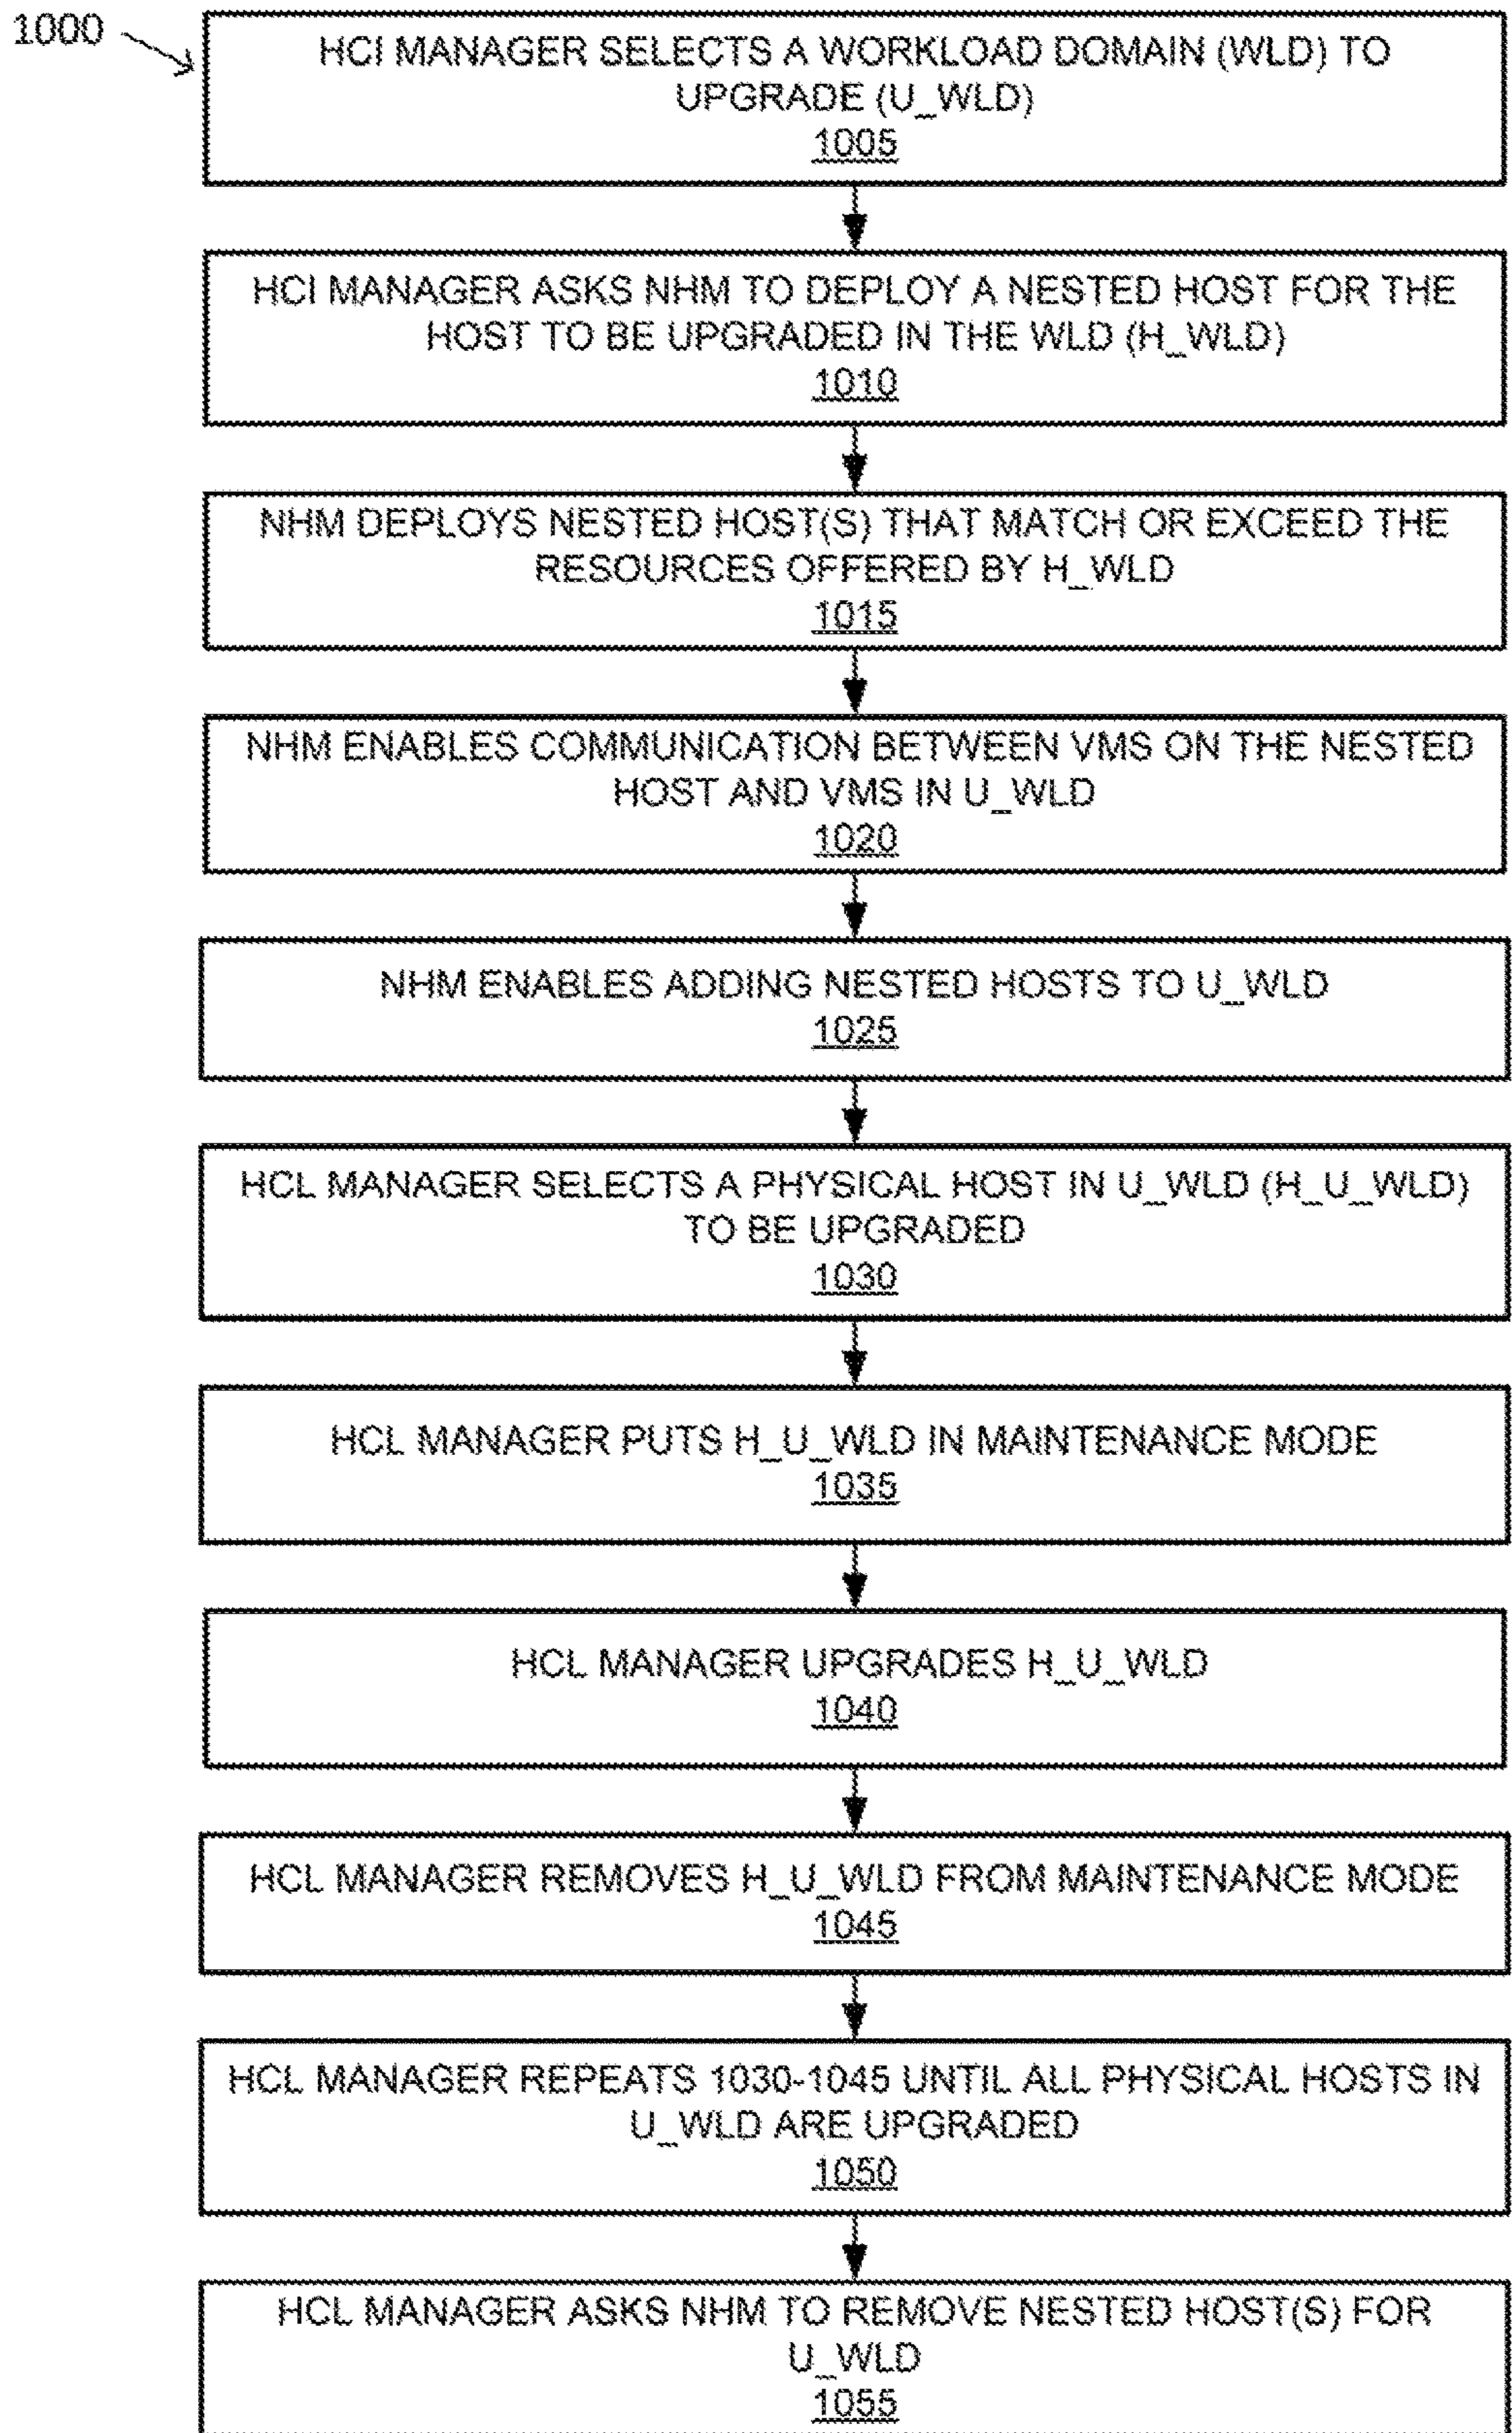 1000
HCI MANAGER SELECTS A WORKLOAD DOMAIN (WLD) TO
UPGRADE (U_WLD)
1005
HCI MANAGER ASKS NHM TO DEPLOY A NESTED HOST FOR THE
HOST TO BE UPGRADED IN THE WLD (H_WLD)
1010
NHM DEPLOYS NESTED HOST(S) THAT MATCH OR EXCEED THE
RESOURCES OFFERED BY H_WLD
1015
NHM ENABLES COMMUNICATION BETWEEN VMS ON THE NESTED
HOST AND VMS IN U_WLD
1020
NHM ENABLES ADDING NESTED HOSTS TO U_WLD
1025
HCL MANAGER SELECTS A PHYSICAL HOST IN U_WLD (H_U_WLD)
TO BE UPGRADED
1030
HCL MANAGER PUTS H_U_WLD IN MAINTENANCE MODE
1035
HCL MANAGER UPGRADES H_U_WLD
1040
HCL MANAGER REMOVES H_U_WLD FROM MAINTENANCE MODE
1045
HCL MANAGER REPEATS 1030-1045 UNTIL ALL PHYSICAL HOSTS IN
U_WLD ARE UPGRADED
1050
HCL MANAGER ASKS NHM TO REMOVE NESTED HOST(S) FOR
U_WLD
1055